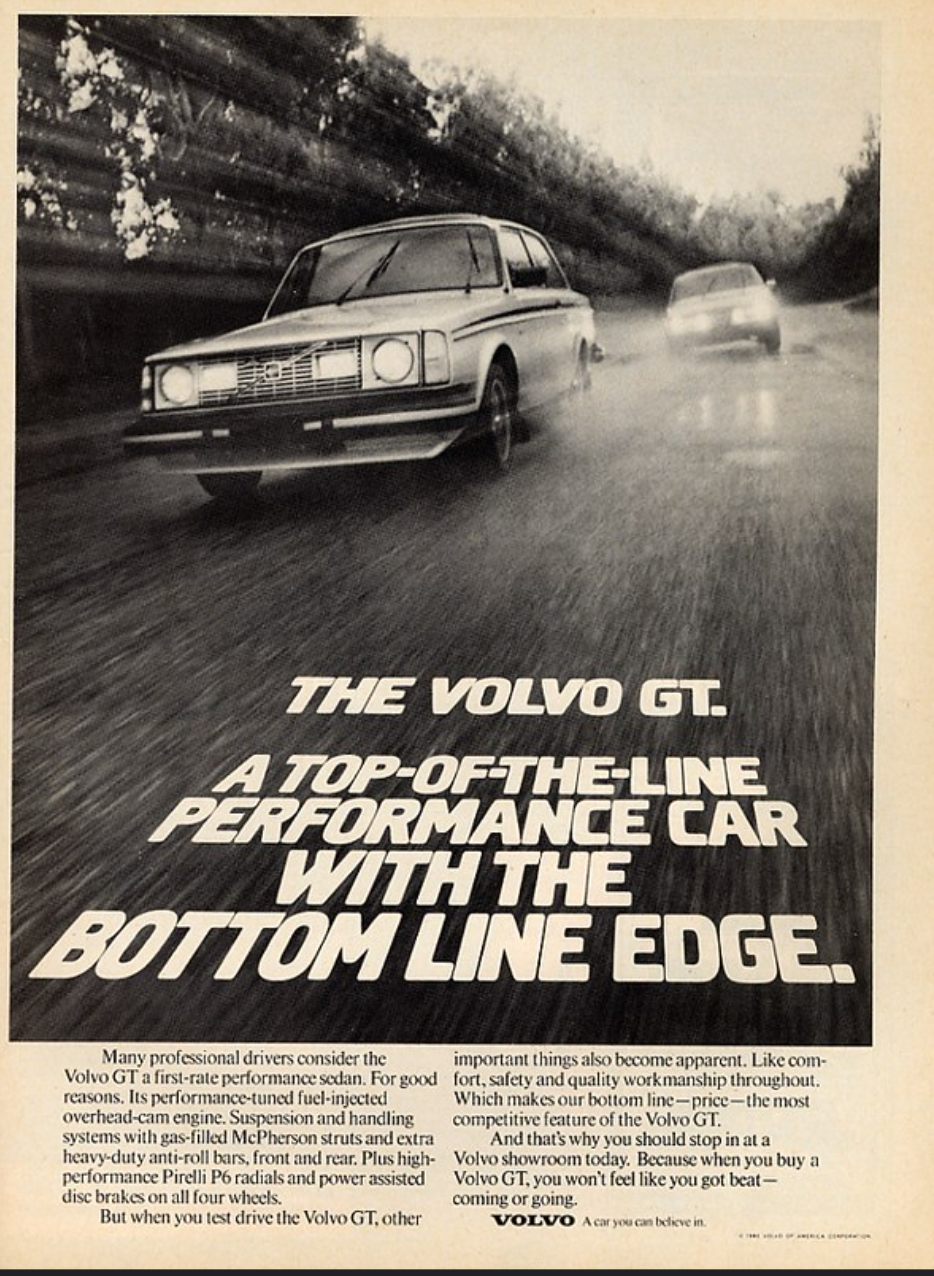 THE VOLVO GT.
A TOP-OF-THE-LINE
PERFORMANCE CAR
WITH THE
BOTTOM LINE EDGE.
Many professional drivers consider the
Volvo GT a first-rate performance sedan. For good
reasons. Its performance-tuned fuel-injected
overhead-cam engine. Suspension and handling
systems with gas-filled McPherson struts and extra
heavy-duty anti-roll bars, front and rear. Plus high-
performance Pirelli P6 radials and power assisted
disc brakes on all four wheels.
But when you test drive the Volvo GT, other
important things also become apparent. Like com-
fort, safety and quality workmanship throughout.
Which makes our bottom line—price—the most
competitive feature of the Volvo GT.
And that's why you should stop in at a
Volvo showroom today. Because when you buy a
Volvo GT, you won't feel like you got beat—
coming or going.
VOLVO A car you can believe in.
© 1980 VOLVO OF AMERICA CORPORATION.